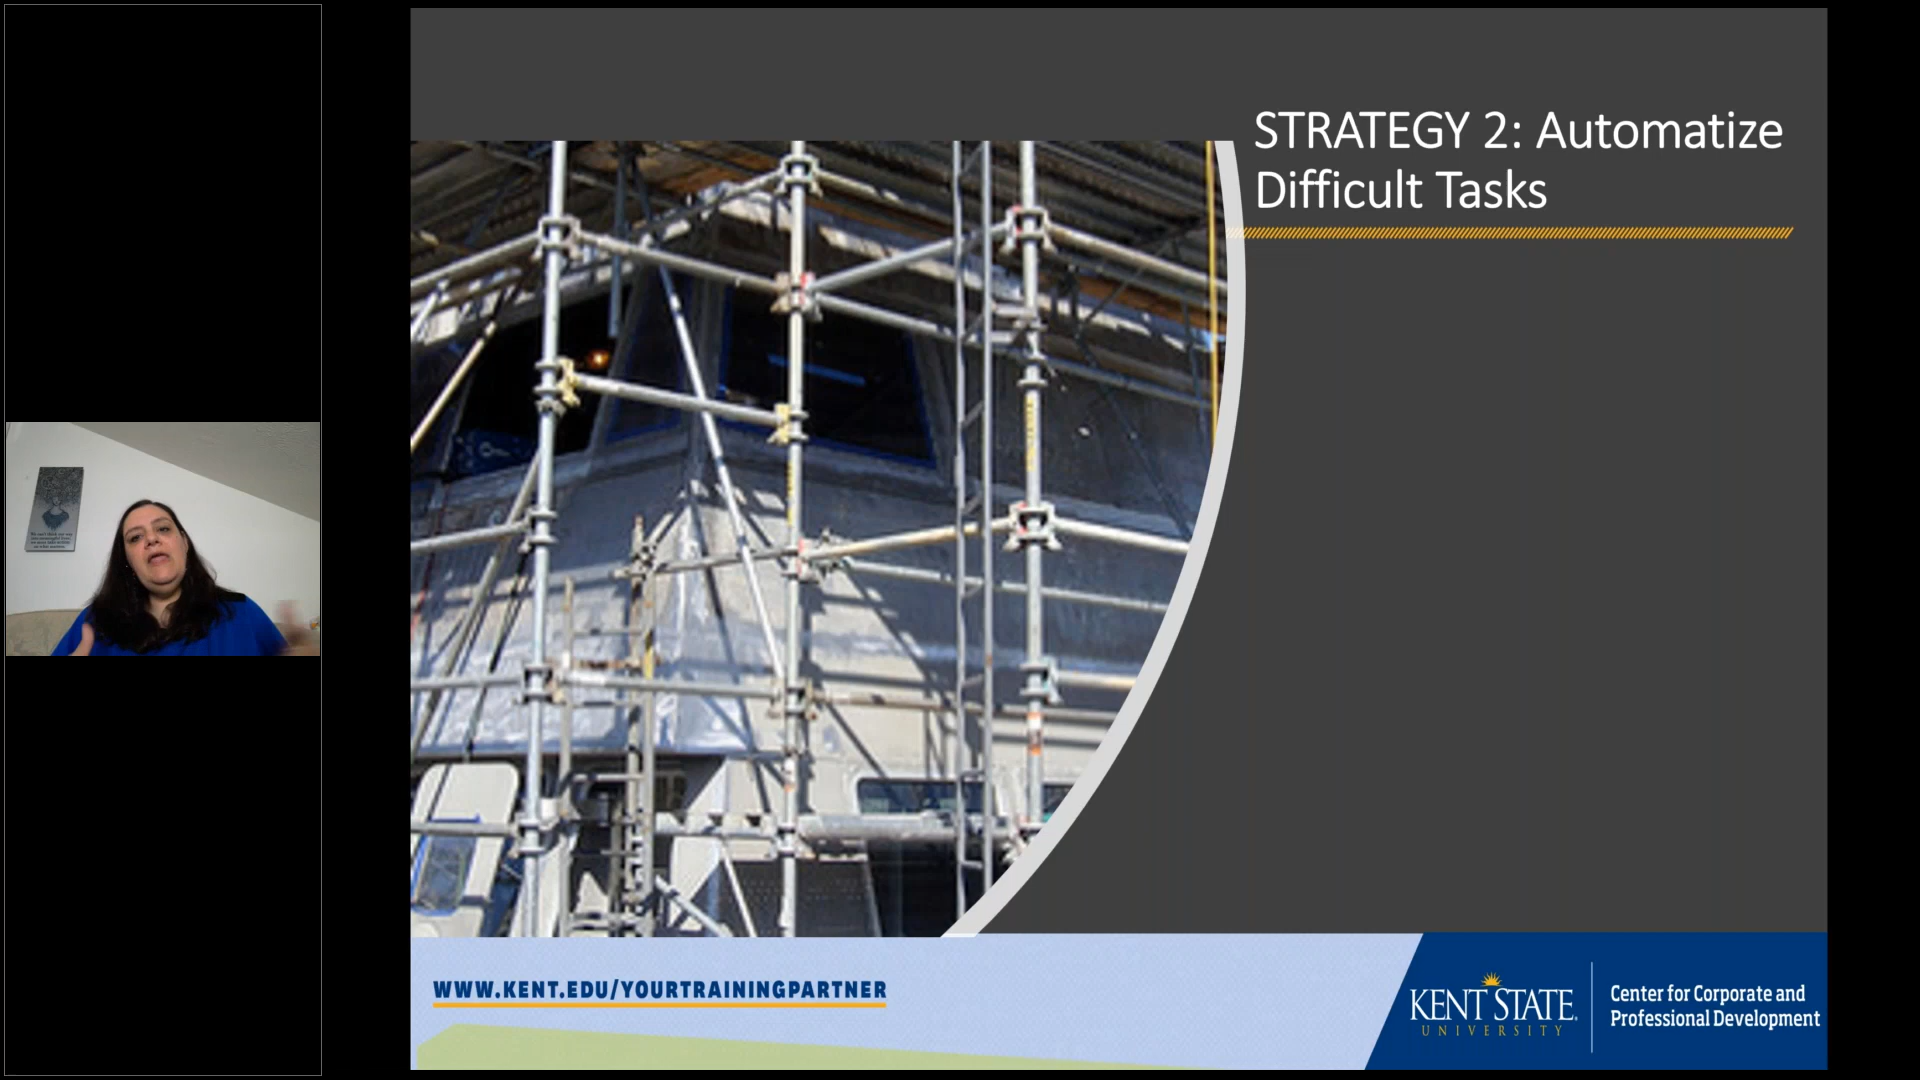 STRATEGY 2: Automatize
Difficult Tasks
WWW.KENT.EDU/YOURTRAININGPARTNER
KENT STATE
UNIVERSITY
Center for Corporate and
Professional Development